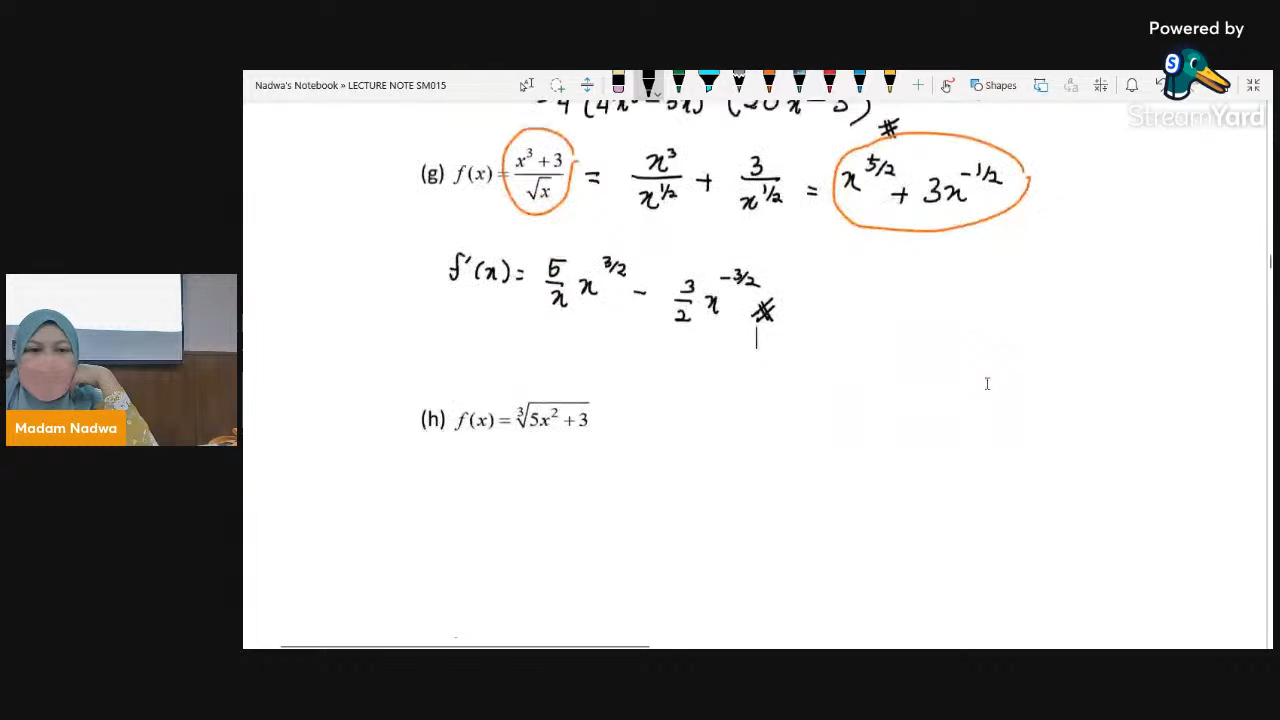 Powered by
StreamYard
Nadwa's Notebook » LECTURE NOTE SM015
Shapes
(g) f(x) = (x³ + 3)/√x = x³/x^(1/2) + 3/x^(1/2) = x^(5/2) + 3x^(-1/2)
f'(x) = 5/x x^(3/2) - 3/2 x^(-3/2)
(h) f(x) = ∛(5x² + 3)
Madam Nadwa